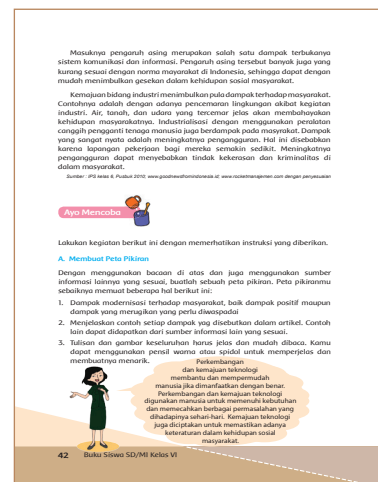 Masuknya pengaruh asing merupakan salah satu dampak terbukanya
sistem komunikasi dan informasi. Pengaruh asing tersebut banyak juga yang
kurang sesuai dengan norma mayarakat di Indonesia, sehingga dapat dengan
mudah menimbulkan gesekan dalam kehidupan sosial masyarakat.
Kemajuan bidang industri menimbulkan pula dampak terhadap masyarakat.
Contohnya adalah dengan adanya pencemaran lingkungan akibat kegiatan
industri. Air, tanah, dan udara yang tercemar jelas akan membahayakan
kehidupan masyarakatnya. Industrialisasi dengan menggunakan peralatan
canggih pengganti tenaga manusia juga berdampak pada masyrakat. Dampak
yang sangat nyata adalah meningkatnya pengangguran. Hal ini disebabkan
karena lapangan pekerjaan bagi mereka semakin sedikit. Meningkatnya
pengangguran dapat menyebabkan tindak kekerasan dan kriminalitas di
dalam masyarakat.
Sumber : IPS kelas 6, Pusbuk 2010; www.goodnewsfromindonesia.id; www.rocketmanajemen.com dengan penyesuaian
Ayo Mencoba
Lakukan kegiatan berikut ini dengan memerhatikan instruksi yang diberikan.
A. Membuat Peta Pikiran
Dengan menggunakan bacaan di atas dan juga menggunakan sumber
informasi lainnya yang sesuai, buatlah sebuah peta pikiran. Peta pikiranmu
sebaiknya memuat beberapa hal berikut ini:
1. Dampak modernisasi terhadap masyarakat, baik dampak positif maupun
dampak yang merugikan yang perlu diwaspadai
2. Menjelaskan contoh setiap dampak yag disebutkan dalam artikel. Contoh
lain dapat didapatkan dari sumber informasi lain yang sesuai.
3. Tulisan dan gambar keseluruhan harus jelas dan mudah dibaca. Kamu
dapat menggunakan pensil warna atau spidol untuk memperjelas dan
membuatnya menarik.
Perkembangan
dan kemajuan teknologi
membantu dan mempermudah
manusia jika dimanfaatkan dengan benar.
Perkembangan dan kemajuan teknologi
digunakan manusia untuk memenuhi kebutuhan
dan memecahkan berbagai permasalahan yang
dihadapinya sehari-hari. Kemajuan teknologi
juga diciptakan untuk memastikan adanya
keteraturan dalam kehidupan sosial
masyarakat.
42 Buku Siswa SD/MI Kelas VI